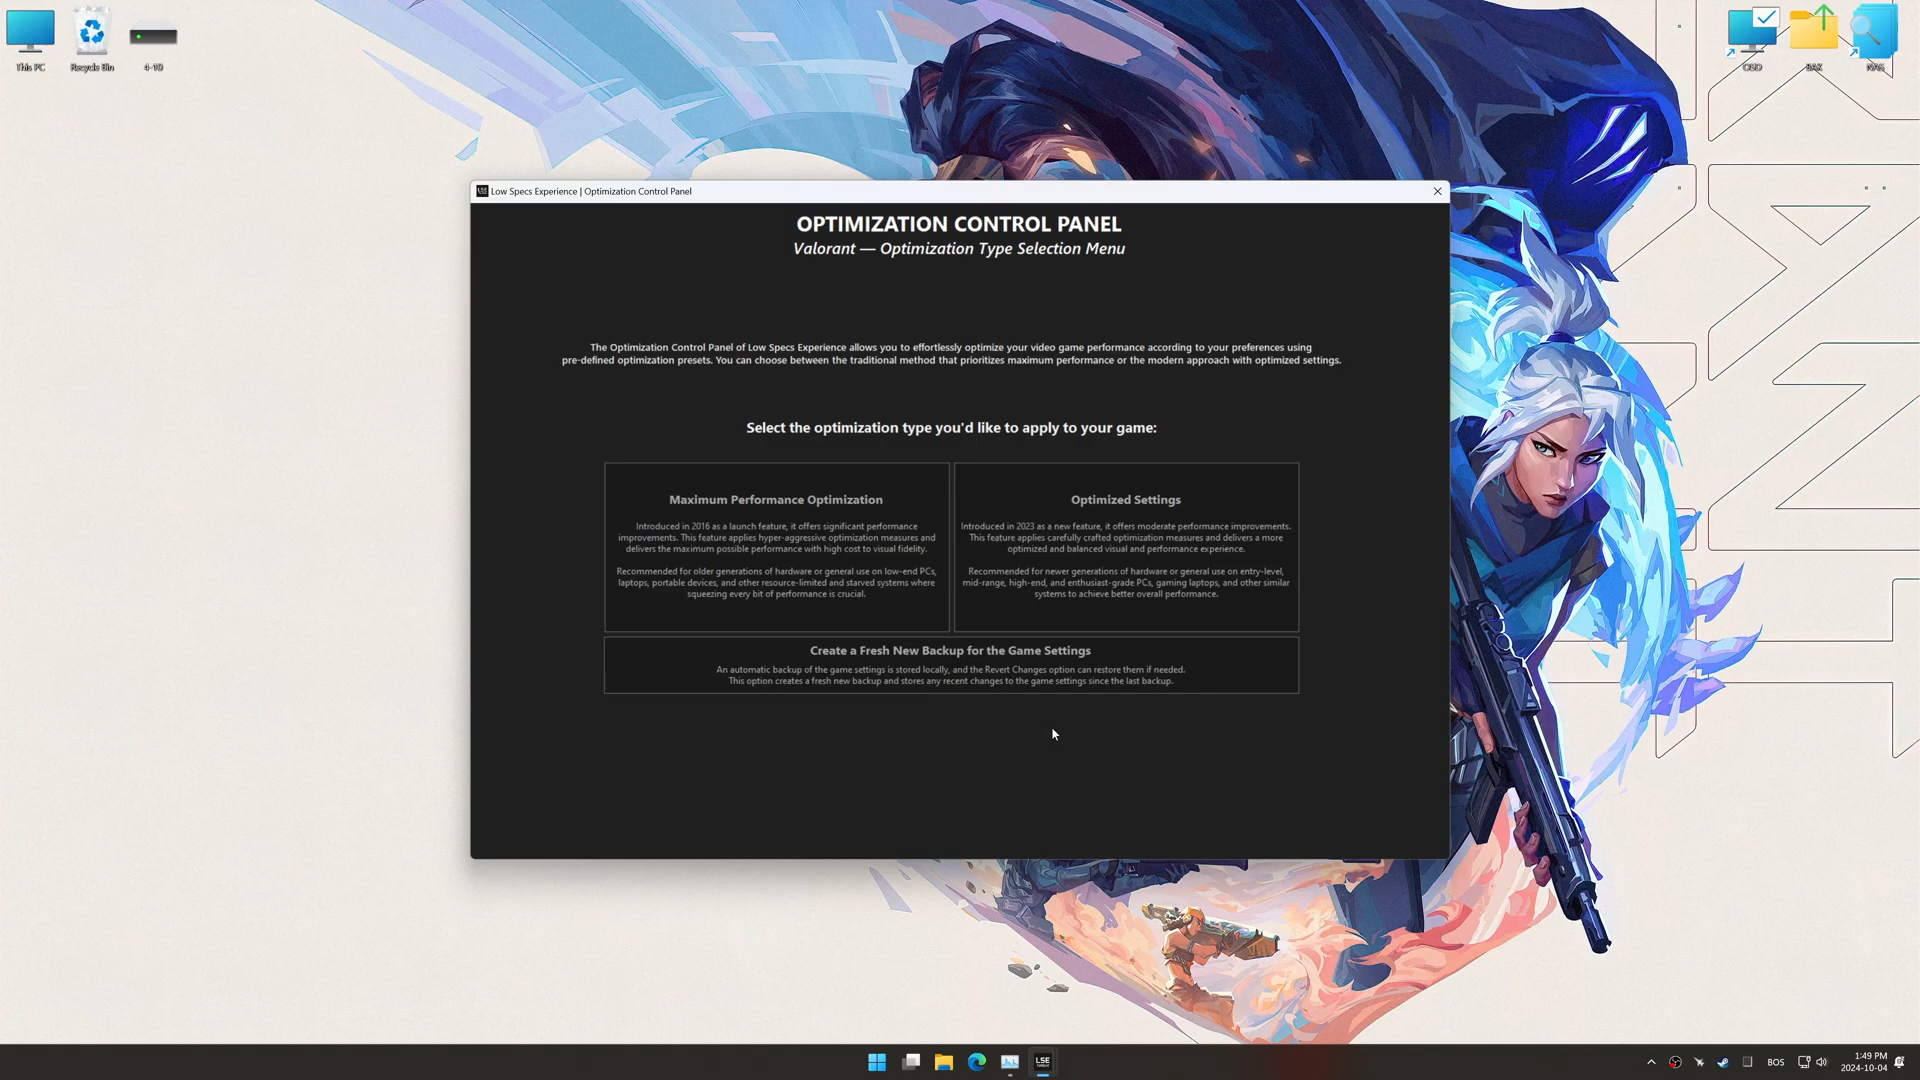 This PC
Recycle Bin
4-10
OSD
BAK
NAS
Low Specs Experience | Optimization Control Panel
OPTIMIZATION CONTROL PANEL
Valorant — Optimization Type Selection Menu
The Optimization Control Panel of Low Specs Experience allows you to effortlessly optimize your video game performance according to your preferences using
pre-defined optimization presets. You can choose between the traditional method that prioritizes maximum performance or the modern approach with optimized settings.
Select the optimization type you'd like to apply to your game:
Maximum Performance Optimization
Introduced in 2016 as a launch feature, it offers significant performance
improvements. This feature applies hyper-aggressive optimization measures and
delivers the maximum possible performance with high cost to visual fidelity.
Recommended for older generations of hardware or general use on low-end PCs,
laptops, portable devices, and other resource-limited and starved systems where
squeezing every bit of performance is crucial.
Optimized Settings
Introduced in 2023 as a new feature, it offers moderate performance improvements.
This feature applies carefully crafted optimization measures and delivers a more
optimized and balanced visual and performance experience.
Recommended for newer generations of hardware or general use on entry-level,
mid-range, high-end, and enthusiast-grade PCs, gaming laptops, and other similar
systems to achieve better overall performance.
Create a Fresh New Backup for the Game Settings
An automatic backup of the game settings is stored locally, and the Revert Changes option can restore them if needed.
This option creates a fresh new backup and stores any recent changes to the game settings since the last backup.
LSE
BOS
1:49 PM
2024-10-04